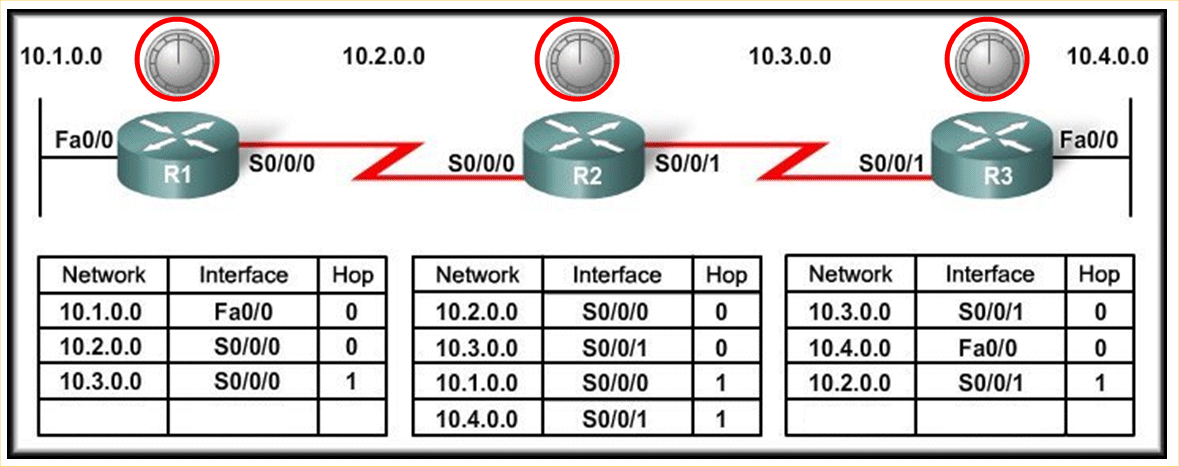 10.1.0.0 10.2.0.0 10.3.0.0 10.4.0.0
Fa0/0 R1 S0/0/0 S0/0/0 R2 S0/0/1 S0/0/1 R3 Fa0/0
Network Interface Hop
10.1.0.0 Fa0/0 0
10.2.0.0 S0/0/0 0
10.3.0.0 S0/0/0 1
Network Interface Hop
10.2.0.0 S0/0/0 0
10.3.0.0 S0/0/1 0
10.1.0.0 S0/0/0 1
10.4.0.0 S0/0/1 1
Network Interface Hop
10.3.0.0 S0/0/1 0
10.4.0.0 Fa0/0 0
10.2.0.0 S0/0/1 1